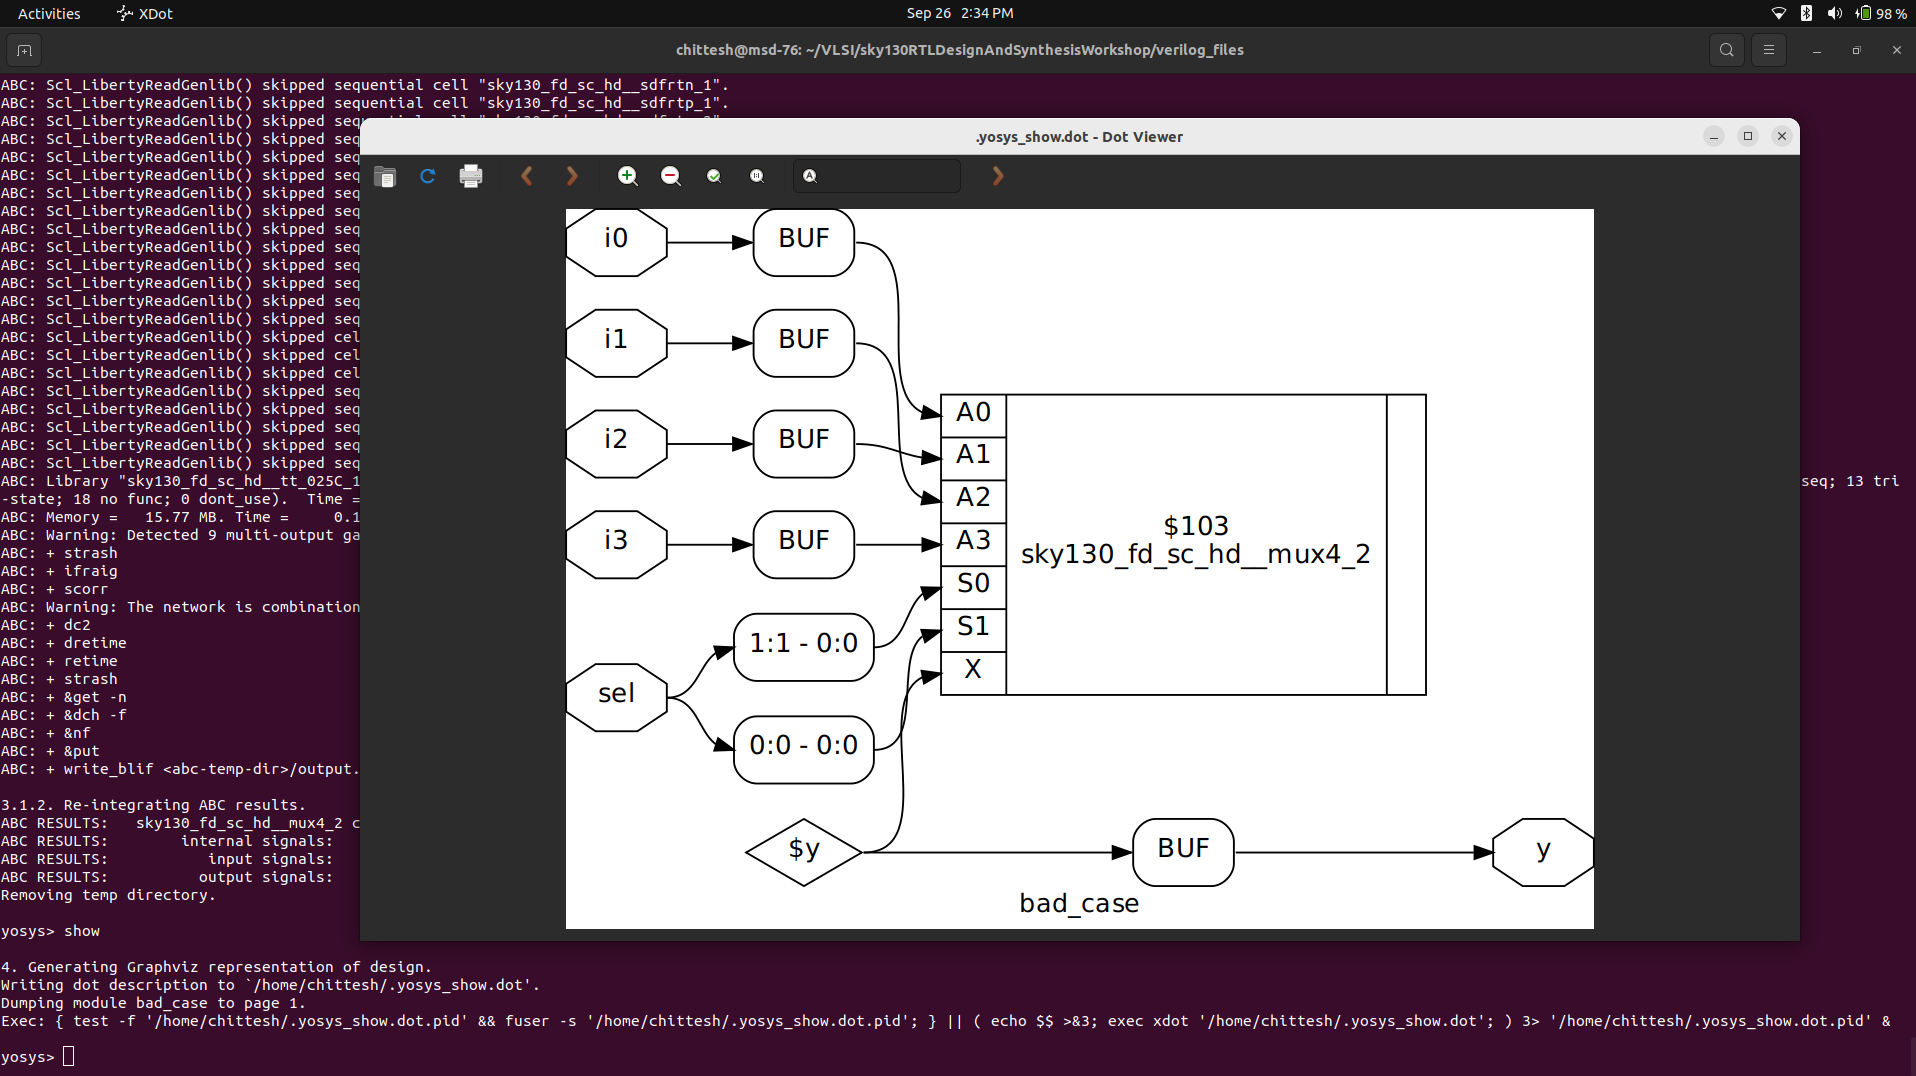 Activities XDot Sep 26 2:34 PM 98 %
chittesh@msd-76: ~/VLSI/sky130RTLDesignAndSynthesisWorkshop/verilog_files
ABC: Scl_LibertyReadGenlib() skipped sequential cell "sky130_fd_sc_hd__sdfrtn_1".
ABC: Scl_LibertyReadGenlib() skipped sequential cell "sky130_fd_sc_hd__sdfrtp_1".
ABC: Scl_LibertyReadGenlib() skipped seq
ABC: Scl_LibertyReadGenlib() skipped seq
ABC: Scl_LibertyReadGenlib() skipped seq
ABC: Scl_LibertyReadGenlib() skipped seq
ABC: Scl_LibertyReadGenlib() skipped seq
ABC: Scl_LibertyReadGenlib() skipped seq
ABC: Scl_LibertyReadGenlib() skipped seq
ABC: Scl_LibertyReadGenlib() skipped seq
ABC: Scl_LibertyReadGenlib() skipped seq
ABC: Scl_LibertyReadGenlib() skipped seq
ABC: Scl_LibertyReadGenlib() skipped seq
ABC: Scl_LibertyReadGenlib() skipped seq
ABC: Scl_LibertyReadGenlib() skipped cel
ABC: Scl_LibertyReadGenlib() skipped cel
ABC: Scl_LibertyReadGenlib() skipped cel
ABC: Scl_LibertyReadGenlib() skipped seq
ABC: Scl_LibertyReadGenlib() skipped seq
ABC: Scl_LibertyReadGenlib() skipped seq
ABC: Scl_LibertyReadGenlib() skipped seq
ABC: Scl_LibertyReadGenlib() skipped seq
ABC: Library "sky130_fd_sc_hd__tt_025C_1 seq; 13 tri
-state; 18 no func; 0 dont_use). Time =
ABC: Memory = 15.77 MB. Time = 0.1
ABC: Warning: Detected 9 multi-output ga
ABC: + strash
ABC: + ifraig
ABC: + scorr
ABC: Warning: The network is combination
ABC: + dc2
ABC: + dretime
ABC: + retime
ABC: + strash
ABC: + &get -n
ABC: + &dch -f
ABC: + &nf
ABC: + &put
ABC: + write_blif <abc-temp-dir>/output.
3.1.2. Re-integrating ABC results.
ABC RESULTS: sky130_fd_sc_hd__mux4_2 c
ABC RESULTS: internal signals:
ABC RESULTS: input signals:
ABC RESULTS: output signals:
Removing temp directory.
yosys> show
4. Generating Graphviz representation of design.
Writing dot description to `/home/chittesh/.yosys_show.dot'.
Dumping module bad_case to page 1.
Exec: { test -f '/home/chittesh/.yosys_show.dot.pid' && fuser -s '/home/chittesh/.yosys_show.dot.pid'; } || ( echo $$ >&3; exec xdot '/home/chittesh/.yosys_show.dot'; ) 3> '/home/chittesh/.yosys_show.dot.pid' &
yosys>
.yosys_show.dot - Dot Viewer
i0 BUF
i1 BUF
i2 BUF
i3 BUF
sel
1:1 - 0:0
0:0 - 0:0
A0
A1
A2
A3
S0
S1
X
$103
sky130_fd_sc_hd__mux4_2
$y BUF y
bad_case